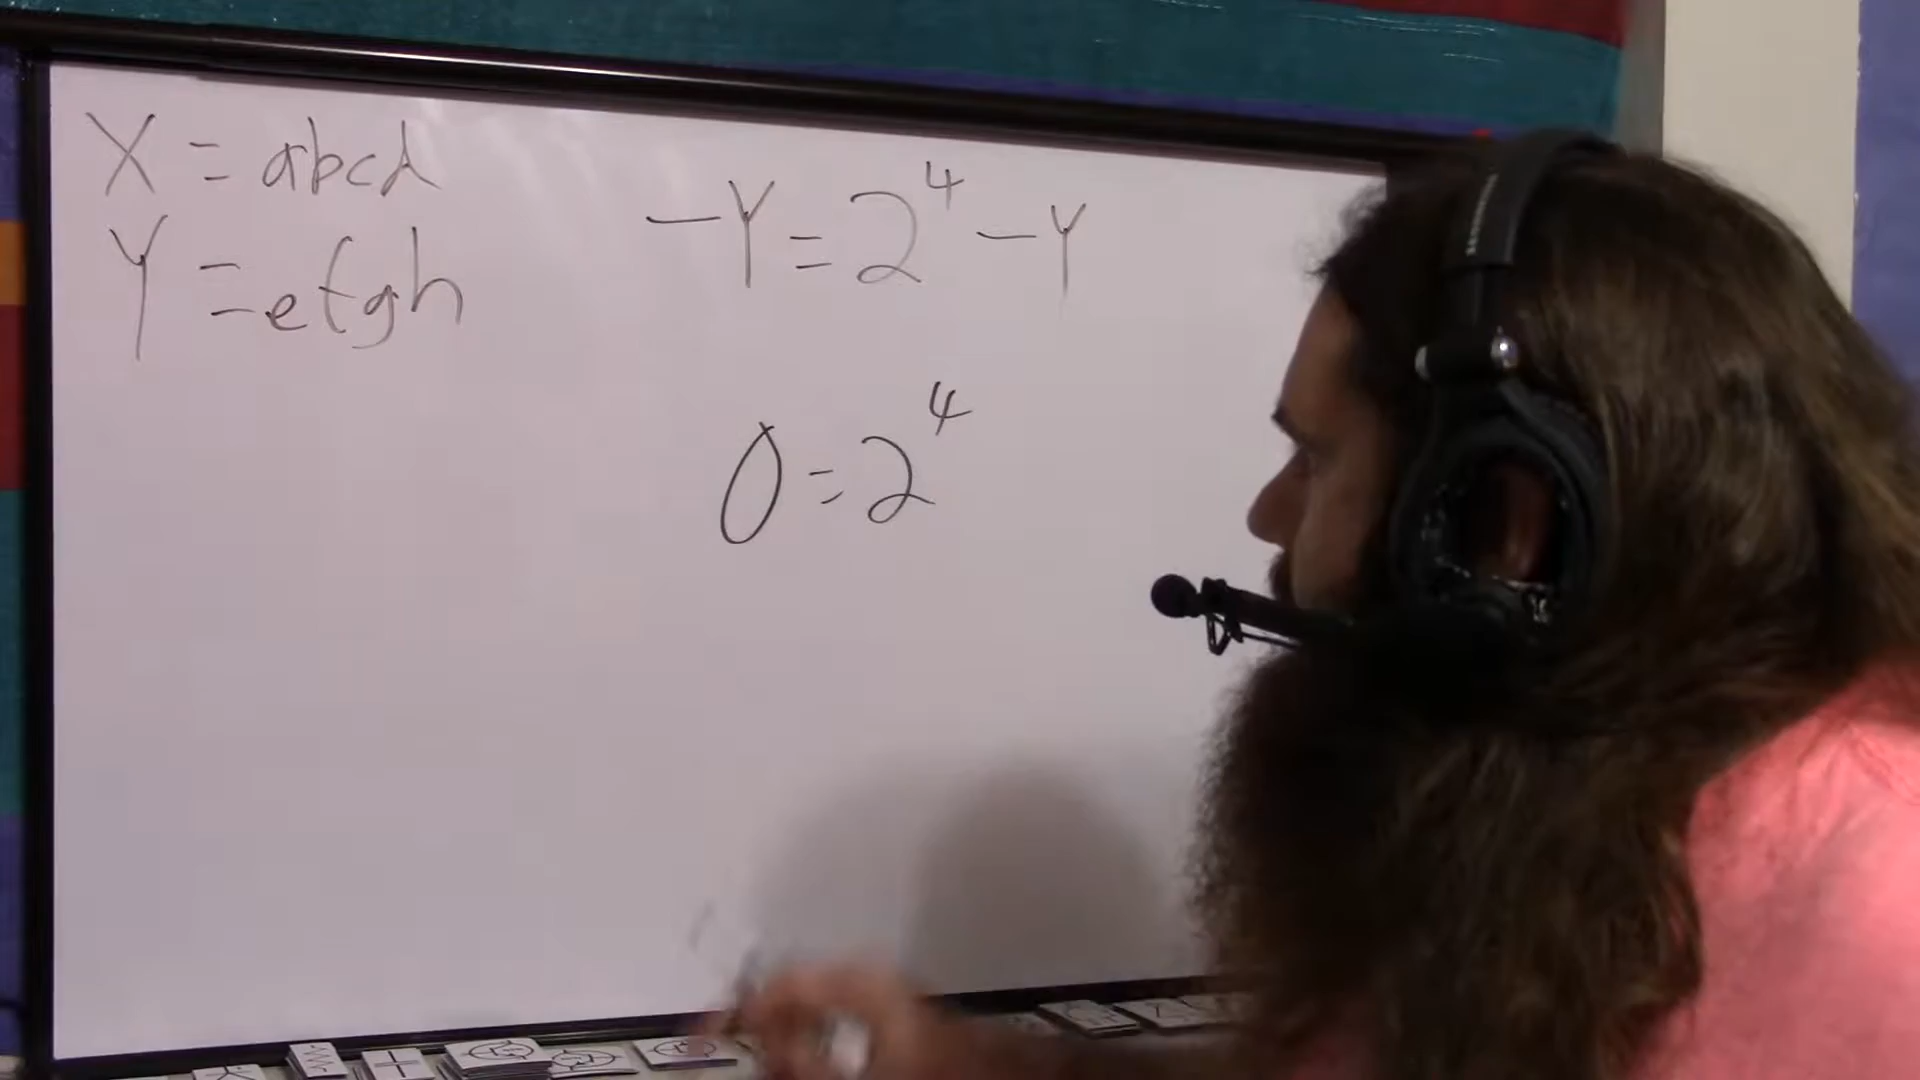 X = abcd
Y = efgh
-Y = 2⁴ - Y
0 = 2⁴